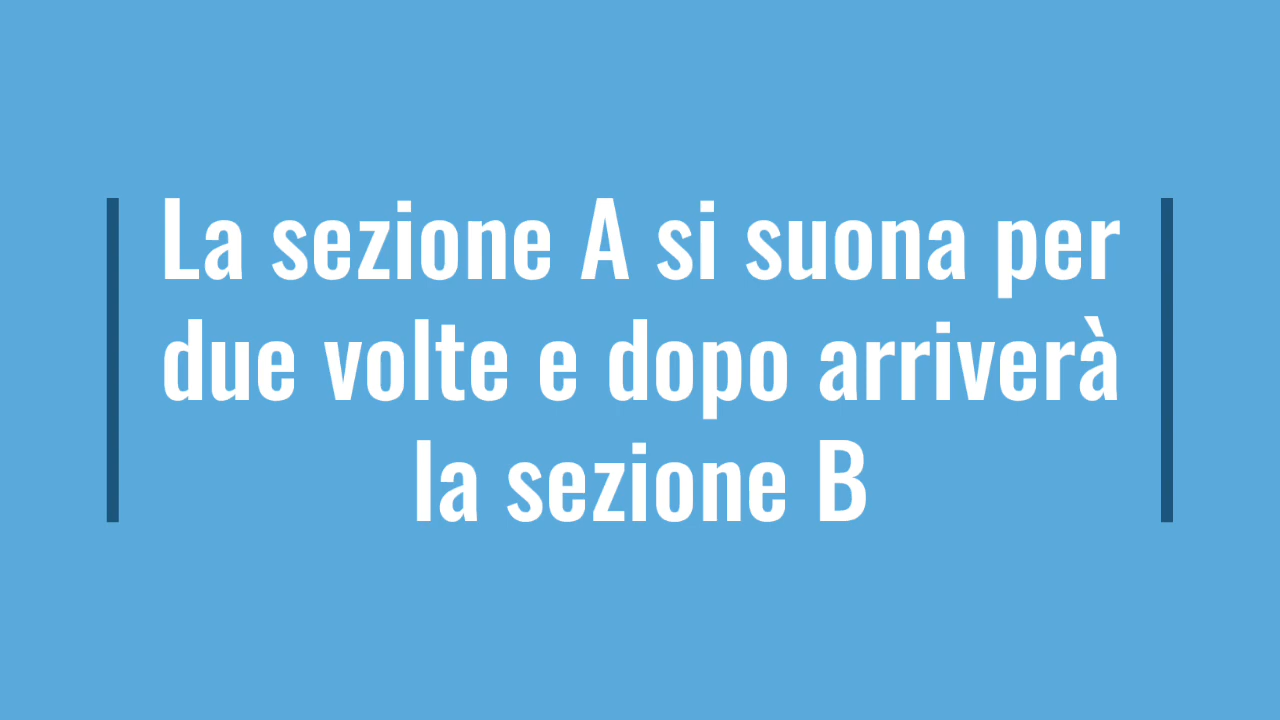 La sezione A si suona per
due volte e dopo arriverà
la sezione B